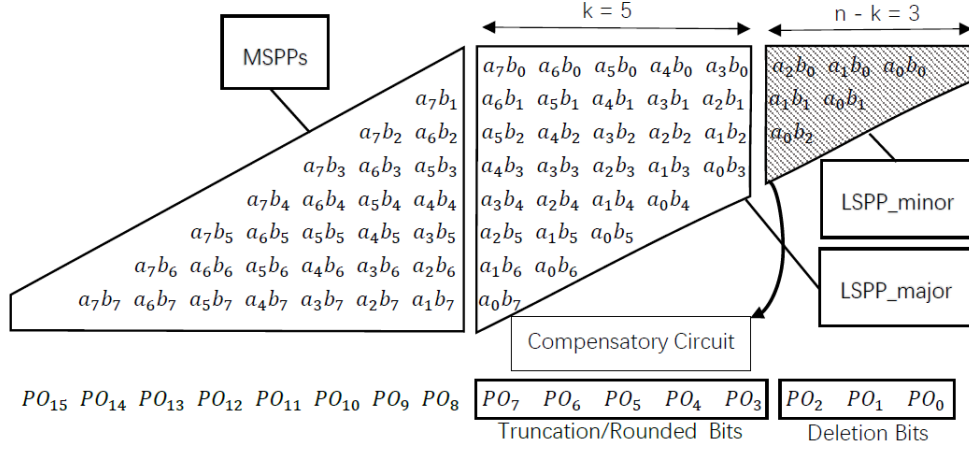 k = 5 n - k = 3
MSPPs
a₇b₀ a₆b₀ a₅b₀ a₄b₀ a₃b₀ a₂b₀ a₁b₀ a₀b₀
a₇b₁ a₆b₁ a₅b₁ a₄b₁ a₃b₁ a₂b₁ a₁b₁ a₀b₁
a₇b₂ a₆b₂ a₅b₂ a₄b₂ a₃b₂ a₂b₂ a₁b₂ a₀b₂
a₇b₃ a₆b₃ a₅b₃ a₄b₃ a₃b₃ a₂b₃ a₁b₃ a₀b₃
a₇b₄ a₆b₄ a₅b₄ a₄b₄ a₃b₄ a₂b₄ a₁b₄ a₀b₄
LSPP_minor
a₇b₅ a₆b₅ a₅b₅ a₄b₅ a₃b₅ a₂b₅ a₁b₅ a₀b₅
a₇b₆ a₆b₆ a₅b₆ a₄b₆ a₃b₆ a₂b₆ a₁b₆ a₀b₆
LSPP_major
a₇b₇ a₆b₇ a₅b₇ a₄b₇ a₃b₇ a₂b₇ a₁b₇ a₀b₇
Compensatory Circuit
PO₁₅ PO₁₄ PO₁₃ PO₁₂ PO₁₁ PO₁₀ PO₉ PO₈ PO₇ PO₆ PO₅ PO₄ PO₃ PO₂ PO₁ PO₀
Truncation/Rounded Bits Deletion Bits